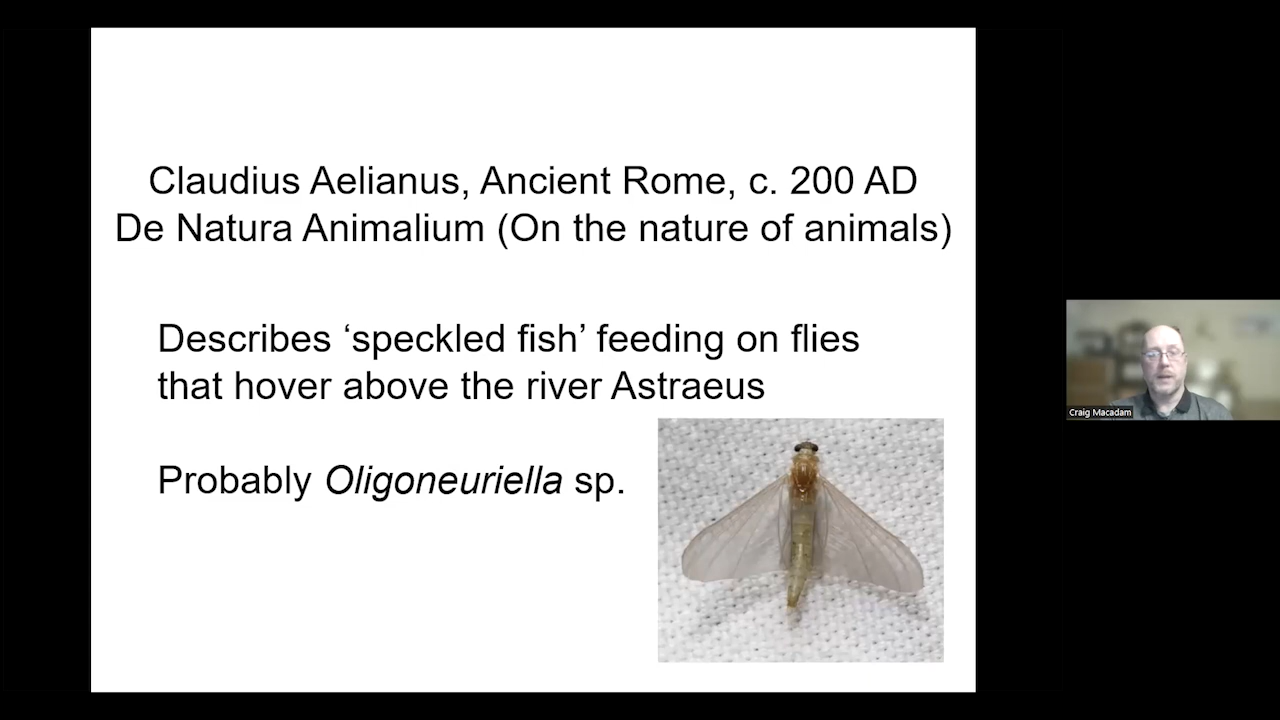 Claudius Aelianus, Ancient Rome, c. 200 AD
De Natura Animalium (On the nature of animals)
Describes ‘speckled fish’ feeding on flies
that hover above the river Astraeus
Probably Oligoneuriella sp.
Craig Macadam